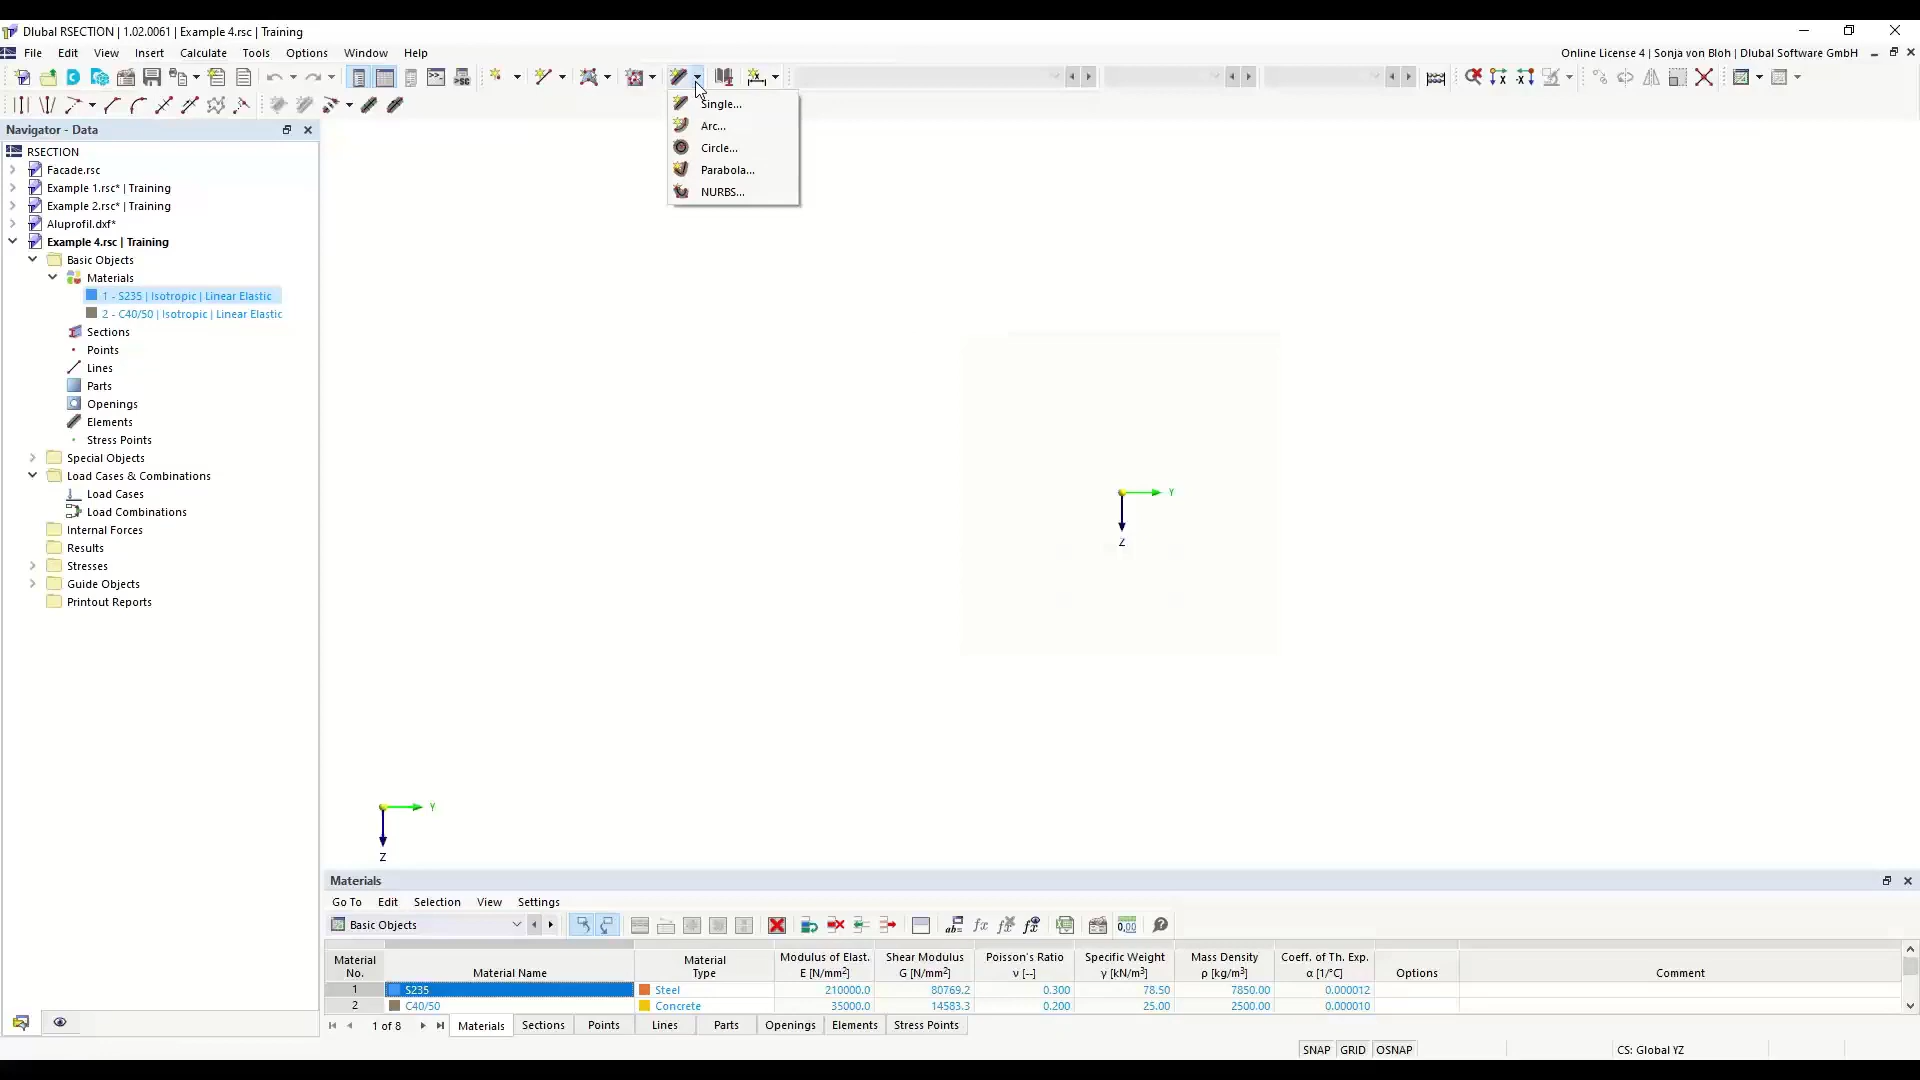 Dlubal RSECTION | 1.02.0061 | Example 4.rsc | Training
File Edit View Insert Calculate Tools Options Window Help
Online License 4 | Sonja von Bloh | Dlubal Software GmbH
Single...
Arc...
Circle...
Parabola...
NURBS...
Navigator - Data
RSECTION
Facade.rsc
Example 1.rsc* | Training
Example 2.rsc* | Training
Aluprofil.dxf*
Example 4.rsc | Training
Basic Objects
Materials
1 - S235 | Isotropic | Linear Elastic
2 - C40/50 | Isotropic | Linear Elastic
Sections
Points
Lines
Parts
Openings
Elements
Stress Points
Special Objects
Load Cases & Combinations
Load Cases
Load Combinations
Internal Forces
Results
Stresses
Guide Objects
Printout Reports
Y
Z
Y
Z
Materials
Go To Edit Selection View Settings
Basic Objects
Material No. Material Name Material Type Modulus of Elast. E [N/mm²] Shear Modulus G [N/mm²] Poisson's Ratio ν [--] Specific Weight γ [kN/m³] Mass Density ρ [kg/m³] Coeff. of Th. Exp. α [1/°C] Options Comment
1 S235 Steel 210000.0 80769.2 0.300 78.50 7850.00 0.000012
2 C40/50 Concrete 35000.0 14583.3 0.200 25.00 2500.00 0.000010
1 of 8 Materials Sections Points Lines Parts Openings Elements Stress Points
SNAP GRID OSNAP CS: Global YZ